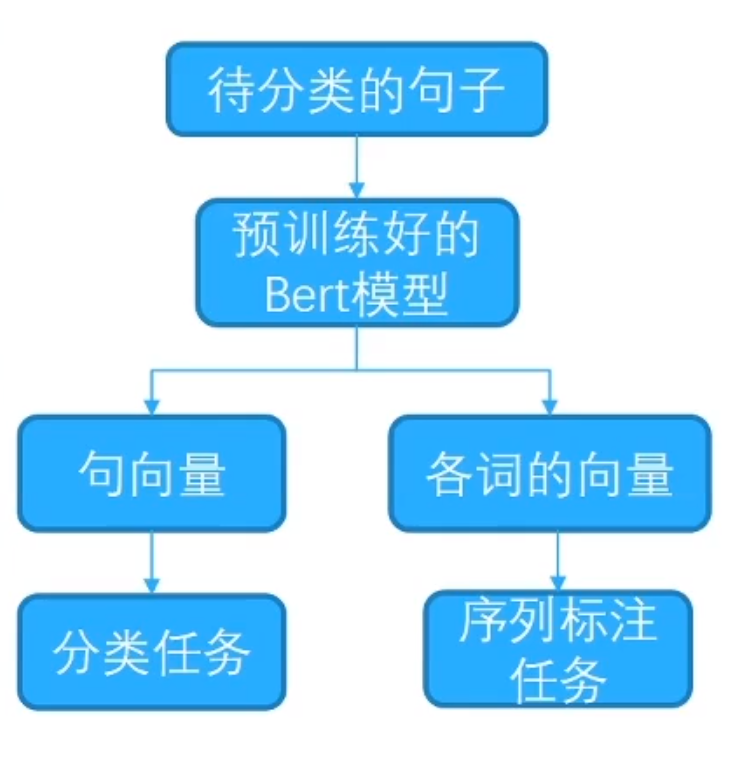 待分类的句子
预训练好的
Bert模型
句向量
各词的向量
分类任务
序列标注
任务